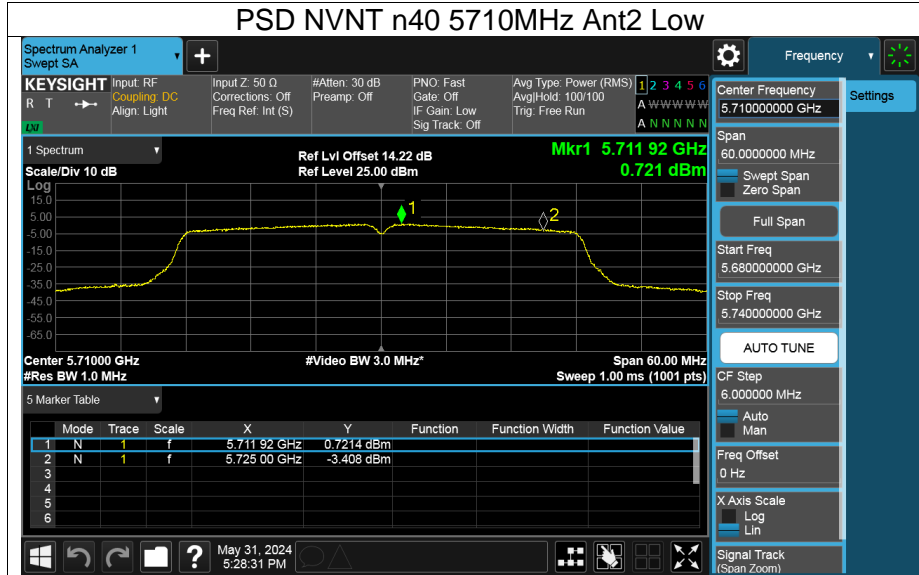 PSD NVNT n40 5710MHz Ant2 Low
Spectrum Analyzer 1
Swept SA
+
Frequency
KEYSIGHT
R T
LXI
Input: RF
Coupling: DC
Align: Light
Input Z: 50 Ω
Corrections: Off
Freq Ref: Int (S)
#Atten: 30 dB
Preamp: Off
PNO: Fast
Gate: Off
IF Gain: Low
Sig Track: Off
Avg Type: Power (RMS)
Avg|Hold: 100/100
Trig: Free Run
1 2 3 4 5 6
A W W W W W
A N N N N N
1 Spectrum
Scale/Div 10 dB
Ref Lvl Offset 14.22 dB
Ref Level 25.00 dBm
Mkr1 5.711 92 GHz
0.721 dBm
Log
15.0
5.00
-5.00
-15.0
-25.0
-35.0
-45.0
-55.0
-65.0
1
2
Center 5.71000 GHz
#Res BW 1.0 MHz
#Video BW 3.0 MHz*
Span 60.00 MHz
Sweep 1.00 ms (1001 pts)
5 Marker Table
Mode Trace Scale X Y Function Function Width Function Value
1 N 1 f 5.711 92 GHz 0.7214 dBm
2 N 1 f 5.725 00 GHz -3.408 dBm
3
4
5
6
?
May 31, 2024
5:28:31 PM
Center Frequency
5.710000000 GHz
Span
60.0000000 MHz
Swept Span
Zero Span
Full Span
Start Freq
5.680000000 GHz
Stop Freq
5.740000000 GHz
AUTO TUNE
CF Step
6.000000 MHz
Auto
Man
Freq Offset
0 Hz
X Axis Scale
Log
Lin
Signal Track
(Span Zoom)
Settings